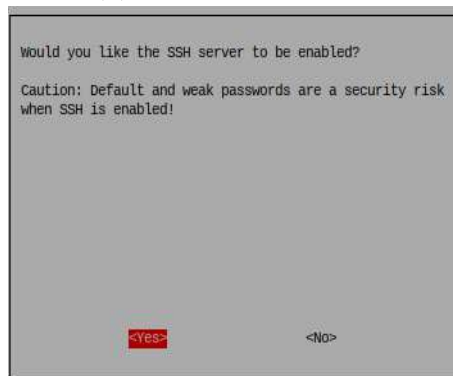 Would you like the SSH server to be enabled?
Caution: Default and weak passwords are a security risk
when SSH is enabled!
<Yes> <No>